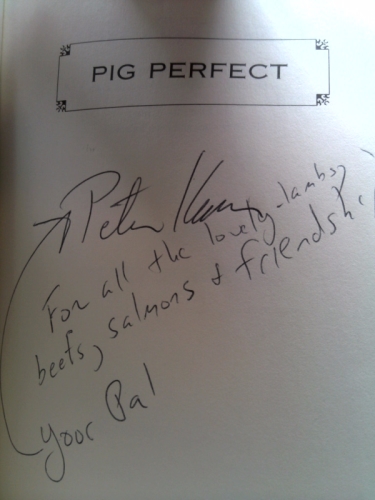 PIG PERFECT
Peter
For all the lovely lambs,
beefs, salmons + friendshi
your Pal